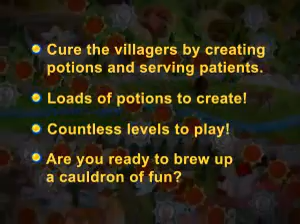 Cure the villagers by creating
potions and serving patients.
Loads of potions to create!
Countless levels to play!
Are you ready to brew up
a cauldron of fun?